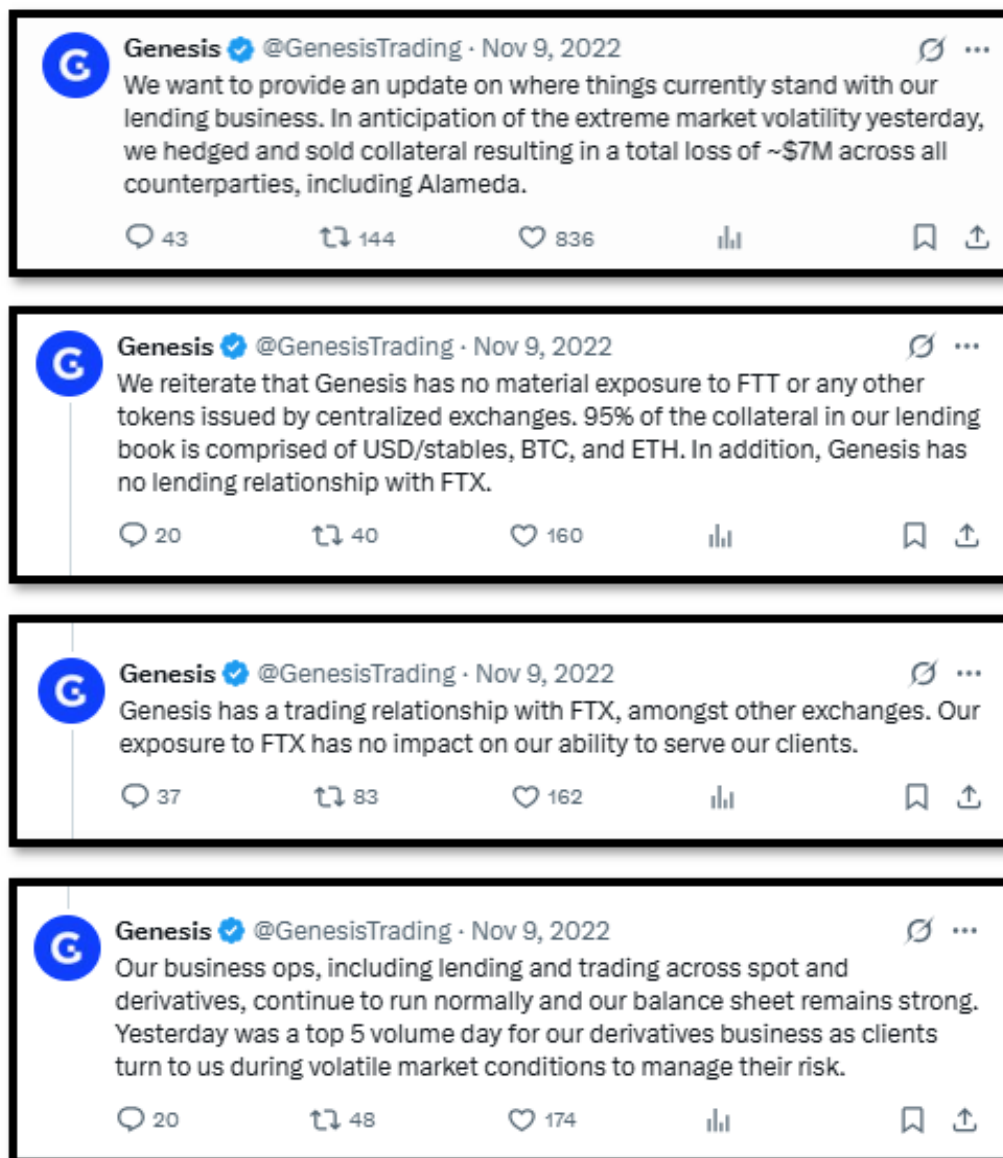 Genesis @GenesisTrading · Nov 9, 2022
We want to provide an update on where things currently stand with our
lending business. In anticipation of the extreme market volatility yesterday,
we hedged and sold collateral resulting in a total loss of ~$7M across all
counterparties, including Alameda.
43 144 836
Genesis @GenesisTrading · Nov 9, 2022
We reiterate that Genesis has no material exposure to FTT or any other
tokens issued by centralized exchanges. 95% of the collateral in our lending
book is comprised of USD/stables, BTC, and ETH. In addition, Genesis has
no lending relationship with FTX.
20 40 160
Genesis @GenesisTrading · Nov 9, 2022
Genesis has a trading relationship with FTX, amongst other exchanges. Our
exposure to FTX has no impact on our ability to serve our clients.
37 83 162
Genesis @GenesisTrading · Nov 9, 2022
Our business ops, including lending and trading across spot and
derivatives, continue to run normally and our balance sheet remains strong.
Yesterday was a top 5 volume day for our derivatives business as clients
turn to us during volatile market conditions to manage their risk.
20 48 174